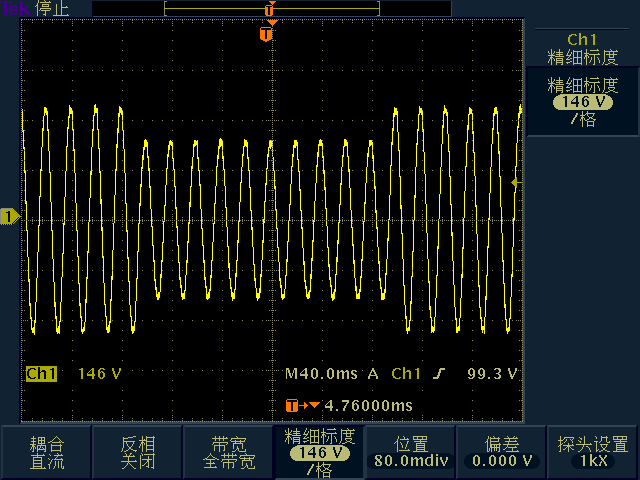 Tek 停止
T
T
Ch1
精细标度
精细标度
146 V
/格
1
Ch1 146 V M40.0ms A Ch1 99.3 V
T 4.76000ms
耦合
直流
反相
关闭
带宽
全带宽
精细标度
146 V
/格
位置
80.0mdiv
偏差
0.000 V
探头设置
1kX